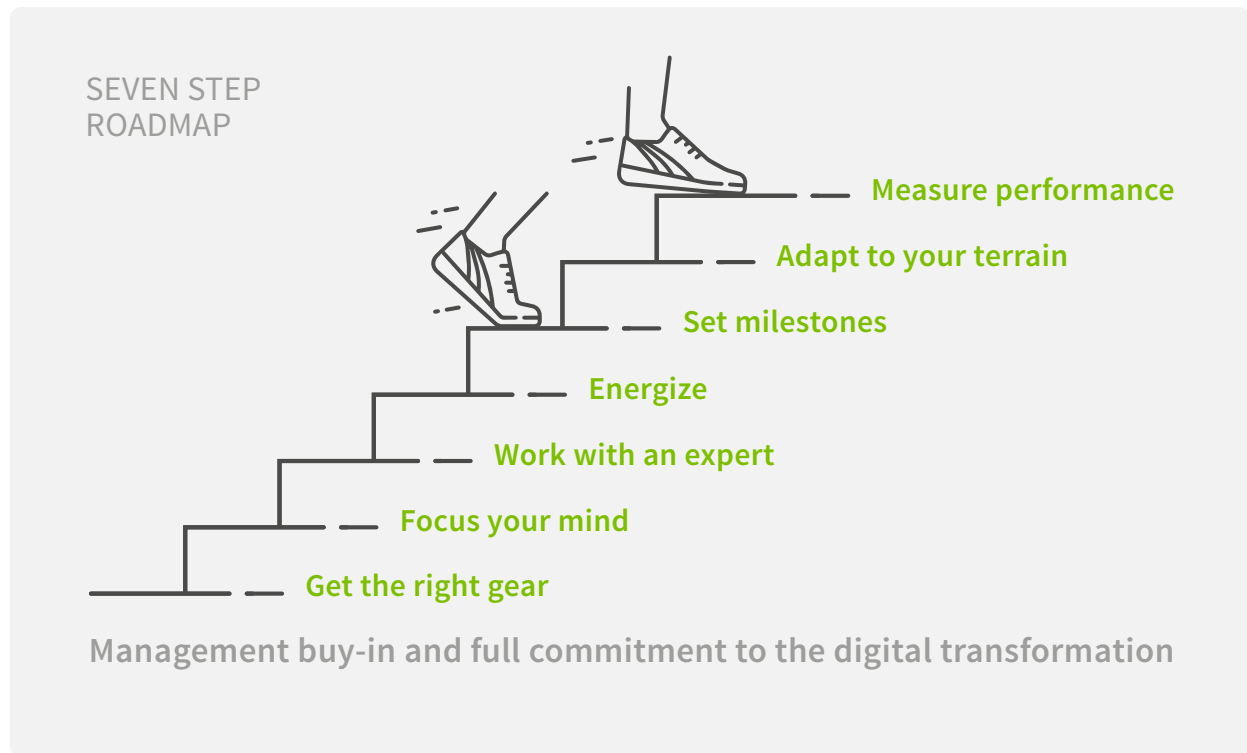 SEVEN STEP
ROADMAP
Measure performance
Adapt to your terrain
Set milestones
Energize
Work with an expert
Focus your mind
Get the right gear
Management buy-in and full commitment to the digital transformation